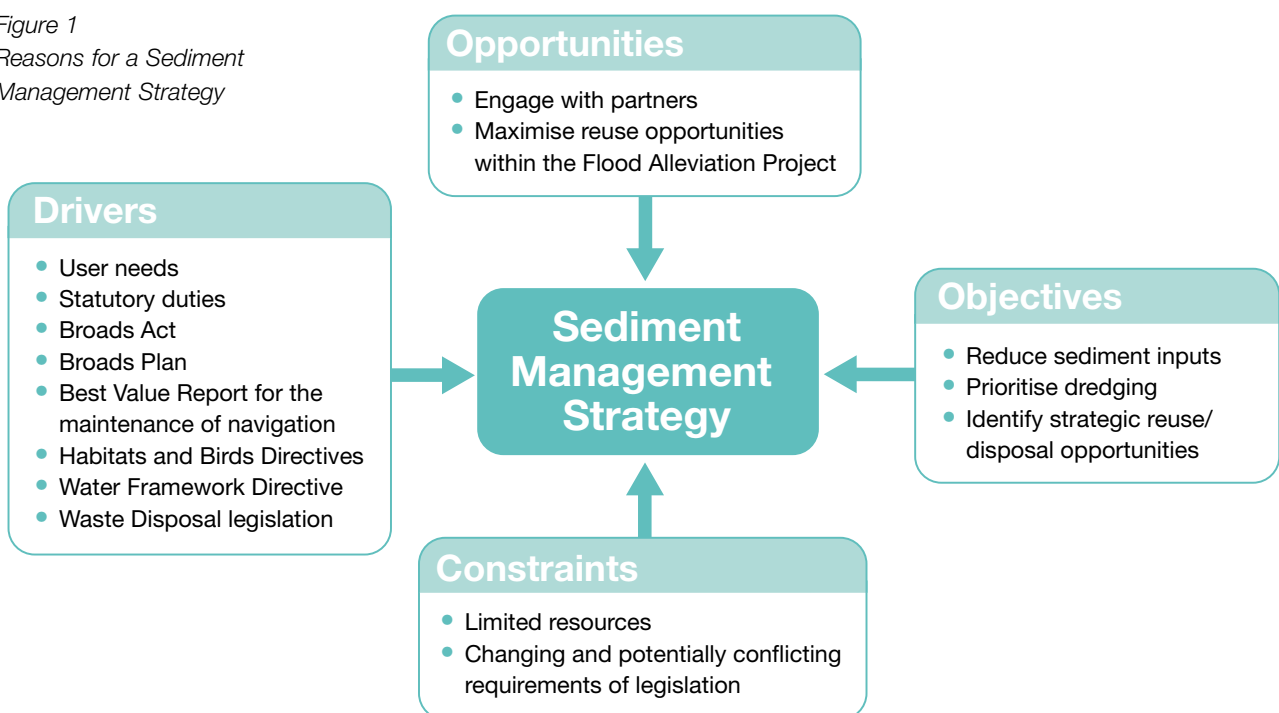 Figure 1
Reasons for a Sediment
Management Strategy
Opportunities
• Engage with partners
• Maximise reuse opportunities
within the Flood Alleviation Project
Drivers
• User needs
• Statutory duties
• Broads Act
• Broads Plan
• Best Value Report for the
maintenance of navigation
• Habitats and Birds Directives
• Water Framework Directive
• Waste Disposal legislation
Sediment
Management
Strategy
Objectives
• Reduce sediment inputs
• Prioritise dredging
• Identify strategic reuse/
disposal opportunities
Constraints
• Limited resources
• Changing and potentially conflicting
requirements of legislation